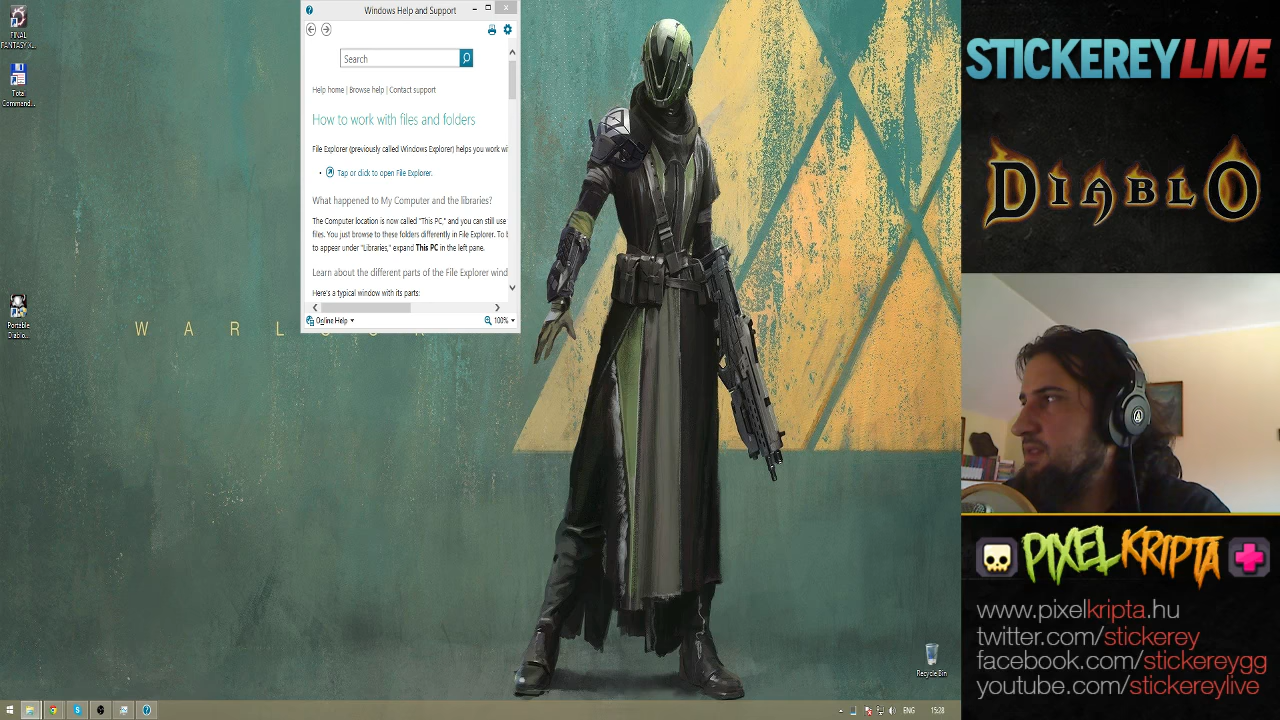 FINAL
FANTASY X...
Total
Command...
Portable
Diablo...
Windows Help and Support
Search
Help home | Browse help | Contact support
How to work with files and folders
File Explorer (previously called Windows Explorer) helps you work wi
• Tap or click to open File Explorer.
What happened to My Computer and the libraries?
The Computer location is now called "This PC," and you can still use
files. You just browse to these folders differently in File Explorer. To b
to appear under "Libraries," expand This PC in the left pane.
Learn about the different parts of the File Explorer wind
Here's a typical window with its parts:
Online Help
100%
W A R L
Recycle Bin
ENG
15:28
STICKEREYLIVE
DIABLO
PIXELKRIPTA
www.pixelkripta.hu
twitter.com/stickerey
facebook.com/stickereygg
youtube.com/stickereylive